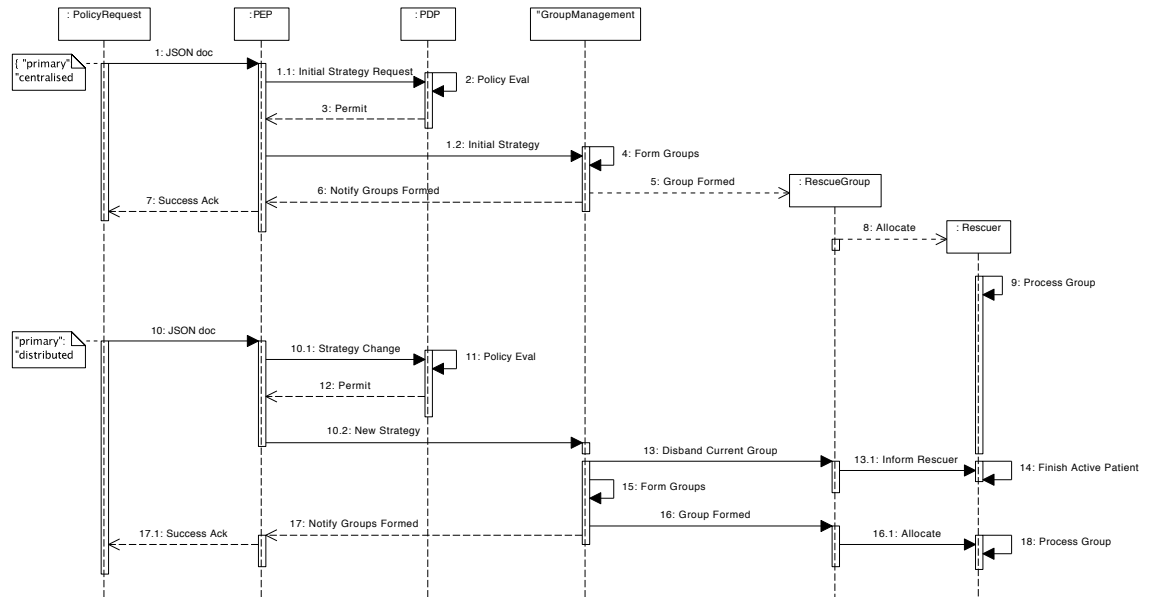 : PolicyRequest
:PEP
:PDP
"GroupManagement
{ "primary"
"centralised
1: JSON doc
1.1: Initial Strategy Request
2: Policy Eval
3: Permit
1.2: Initial Strategy
4: Form Groups
5: Group Formed
: RescueGroup
6: Notify Groups Formed
7: Success Ack
8: Allocate
: Rescuer
9: Process Group
"primary":
"distributed
10: JSON doc
10.1: Strategy Change
11: Policy Eval
12: Permit
10.2: New Strategy
13: Disband Current Group
13.1: Inform Rescuer
14: Finish Active Patient
15: Form Groups
16: Group Formed
17: Notify Groups Formed
17.1: Success Ack
16.1: Allocate
18: Process Group